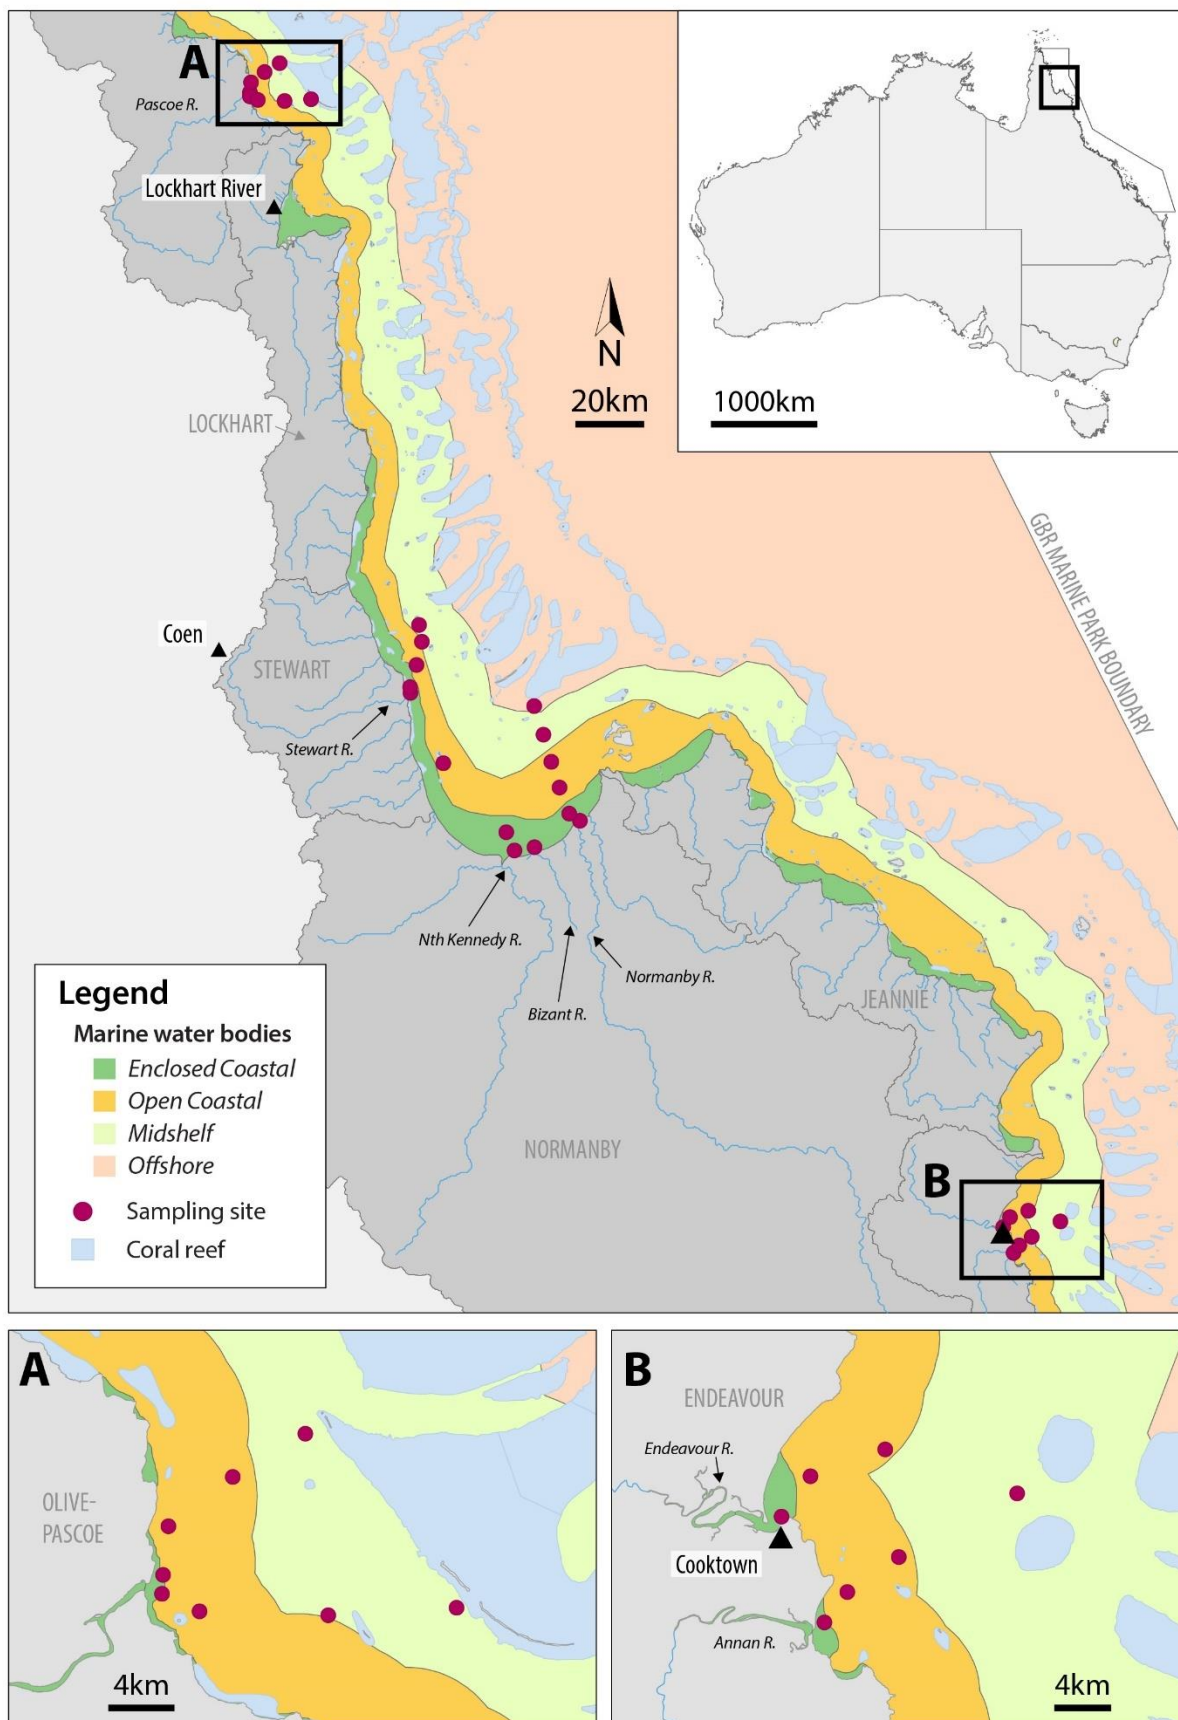 A
Pascoe R.
Lockhart River
N
20km
1000km
LOCKHART
GBR MARINE PARK BOUNDARY
Coen
STEWART
Stewart R.
Nth Kennedy R.
Normanby R.
Bizant R.
JEANNIE
NORMANBY
B
Legend
Marine water bodies
Enclosed Coastal
Open Coastal
Midshelf
Offshore
Sampling site
Coral reef
A
OLIVE-
PASCOE
4km
B
ENDEAVOUR
Endeavour R.
Cooktown
Annan R.
4km